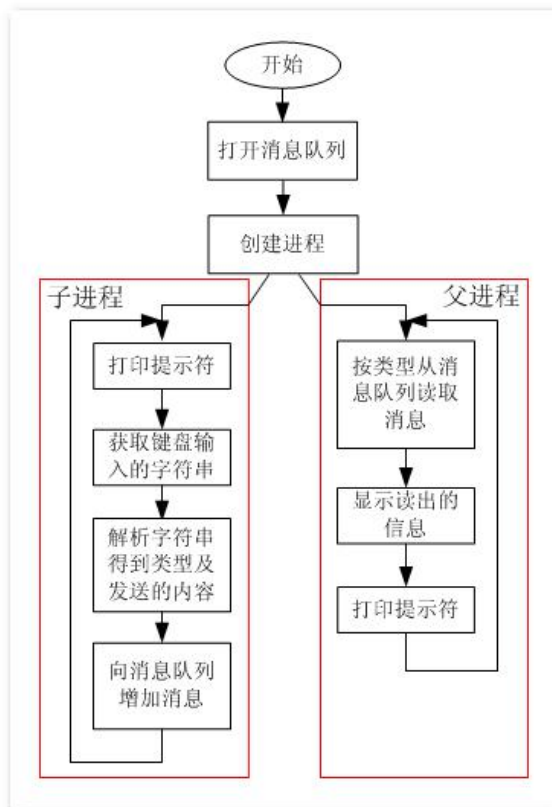 开始
打开消息队列
创建进程
子进程
打印提示符
获取键盘输
入的字符串
解析字符串
得到类型及
发送的内容
向消息队列
增加消息
父进程
按类型从消
息队列读取
消息
显示读出的
信息
打印提示符